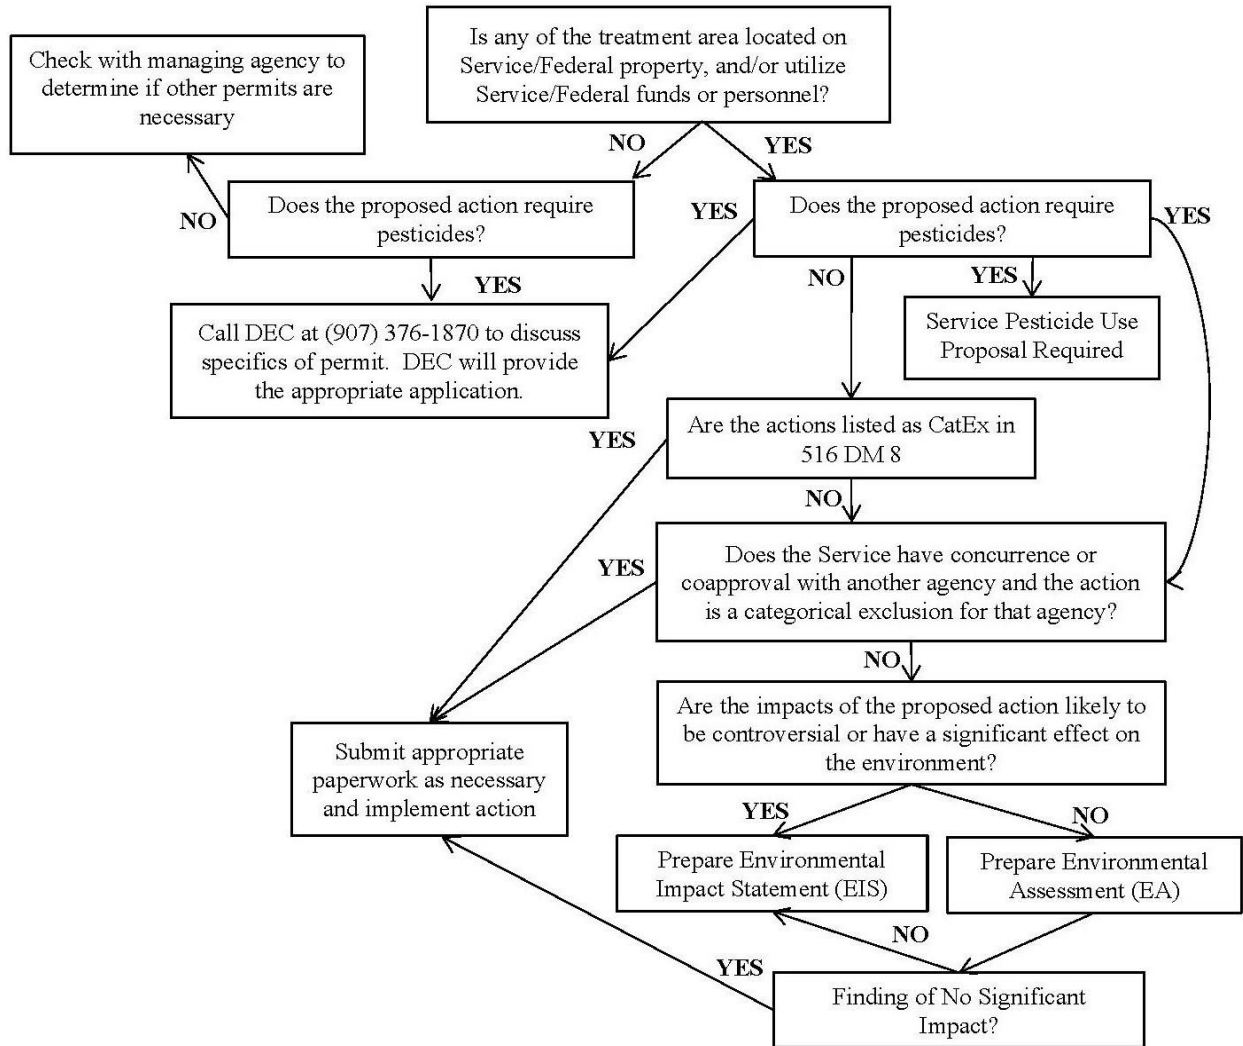 Is any of the treatment area located on
Service/Federal property, and/or utilize
Service/Federal funds or personnel?
Check with managing agency to
determine if other permits are
necessary
NO
YES
Does the proposed action require
pesticides?
NO
YES
Does the proposed action require
pesticides?
YES
YES
NO
YES
Call DEC at (907) 376-1870 to discuss
specifics of permit. DEC will provide
the appropriate application.
Service Pesticide Use
Proposal Required
Are the actions listed as CatEx in
516 DM 8
YES
NO
Does the Service have concurrence or
coapproval with another agency and the action
is a categorical exclusion for that agency?
YES
NO
Are the impacts of the proposed action likely to
be controversial or have a significant effect on
the environment?
Submit appropriate
paperwork as necessary
and implement action
YES
NO
Prepare Environmental
Impact Statement (EIS)
Prepare Environmental
Assessment (EA)
NO
YES
Finding of No Significant
Impact?